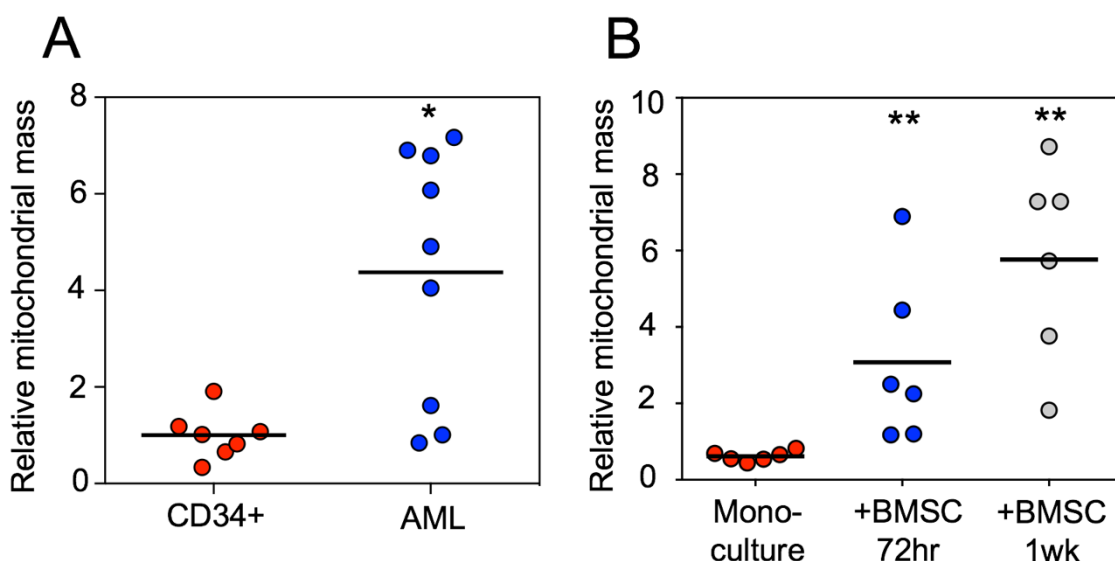 A
Relative mitochondrial mass
8
6
4
2
0
*
CD34+
AML
B
Relative mitochondrial mass
10
8
6
4
2
0
**
**
Mono-
culture
+BMSC
72hr
+BMSC
1wk